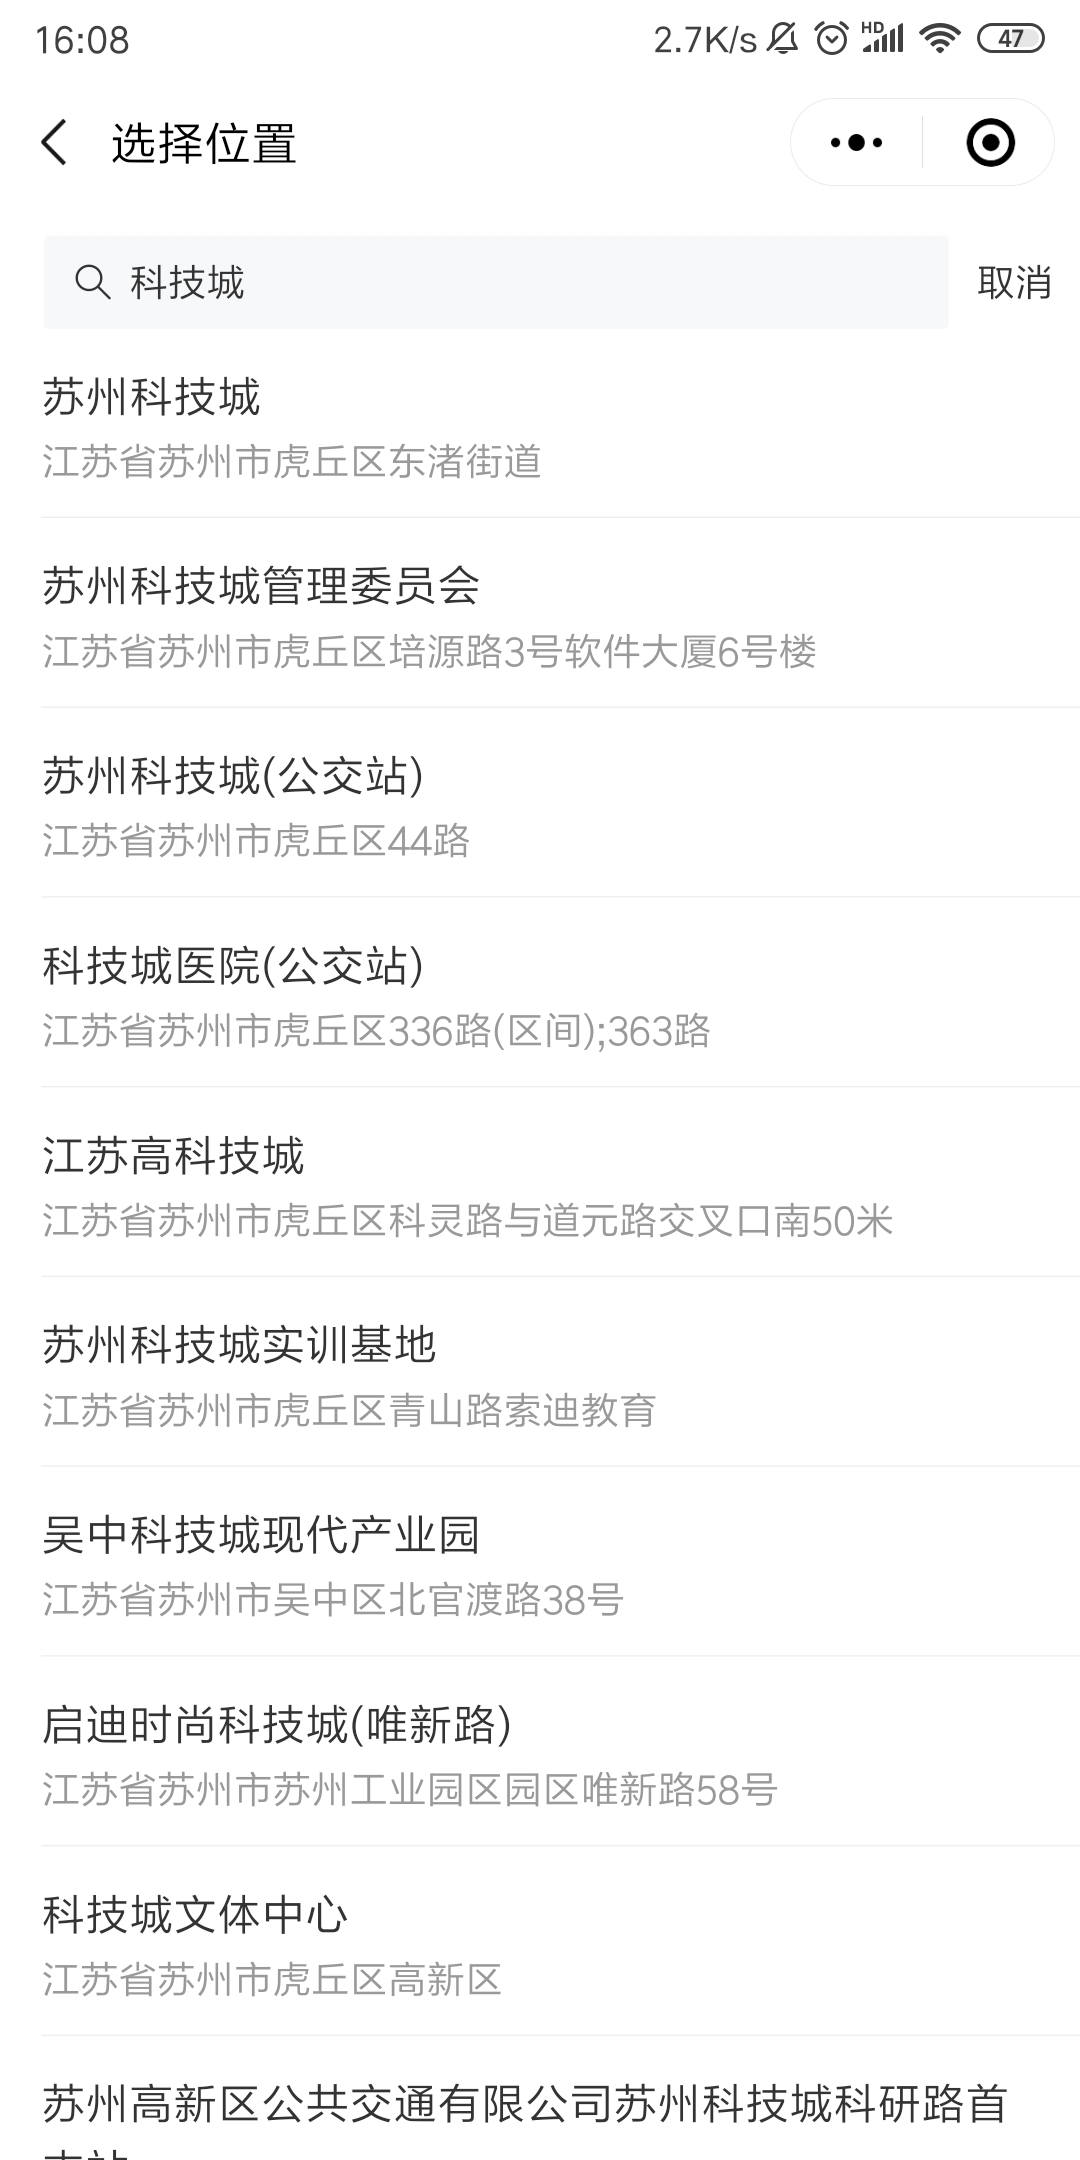 16:08
2.7K/s
HD
47
选择位置
科技城
取消
苏州科技城
江苏省苏州市虎丘区东渚街道
苏州科技城管理委员会
江苏省苏州市虎丘区培源路3号软件大厦6号楼
苏州科技城(公交站)
江苏省苏州市虎丘区44路
科技城医院(公交站)
江苏省苏州市虎丘区336路(区间);363路
江苏高科技城
江苏省苏州市虎丘区科灵路与道元路交叉口南50米
苏州科技城实训基地
江苏省苏州市虎丘区青山路索迪教育
吴中科技城现代产业园
江苏省苏州市吴中区北官渡路38号
启迪时尚科技城(唯新路)
江苏省苏州市苏州工业园区园区唯新路58号
科技城文体中心
江苏省苏州市虎丘区高新区
苏州高新区公共交通有限公司苏州科技城科研路首